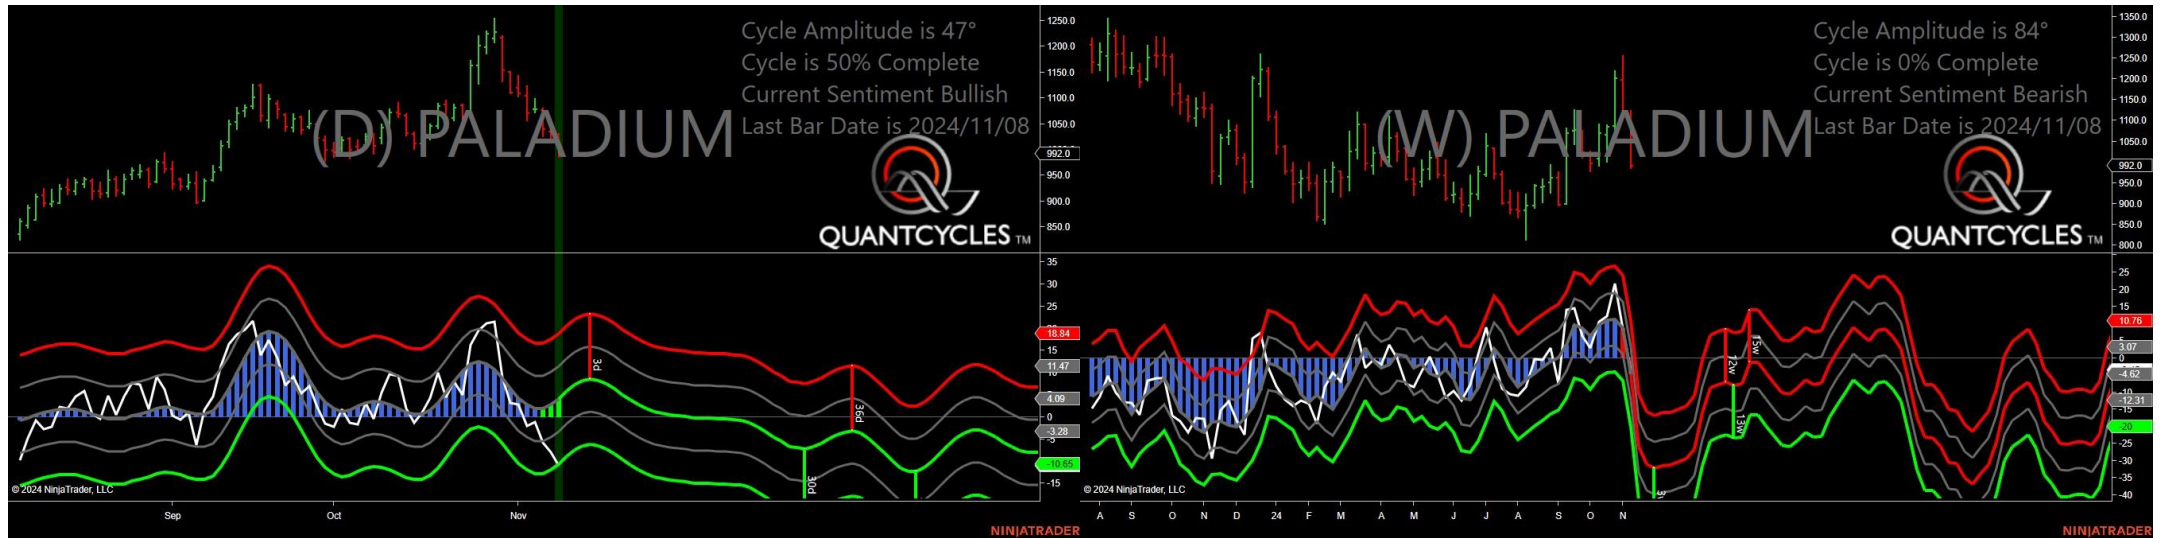 Cycle Amplitude is 47°
Cycle is 50% Complete
Current Sentiment Bullish
Last Bar Date is 2024/11/08
(D) PALADIUM
QUANTCYCLES TM
1250.0
1200.0
1150.0
1100.0
1050.0
992.0
950.0
900.0
850.0
35
30
25
18.84
15
11.47
4.09
0
-3.28
-10.65
-15
3d
36d
30d
© 2024 NinjaTrader, LLC
Sep Oct Nov
NINJATRADER
Cycle Amplitude is 84°
Cycle is 0% Complete
Current Sentiment Bearish
Last Bar Date is 2024/11/08
(W) PALADIUM
QUANTCYCLES TM
1350.0
1300.0
1250.0
1200.0
1150.0
1100.0
1050.0
992.0
950.0
900.0
850.0
800.0
25
20
15
10.76
3.07
0
-4.62
-12.31
-15
-20
-25
-30
-35
-40
12w
15w
13w
© 2024 NinjaTrader, LLC
A S O N D 24 F M A M J J A S O N
NINJATRADER